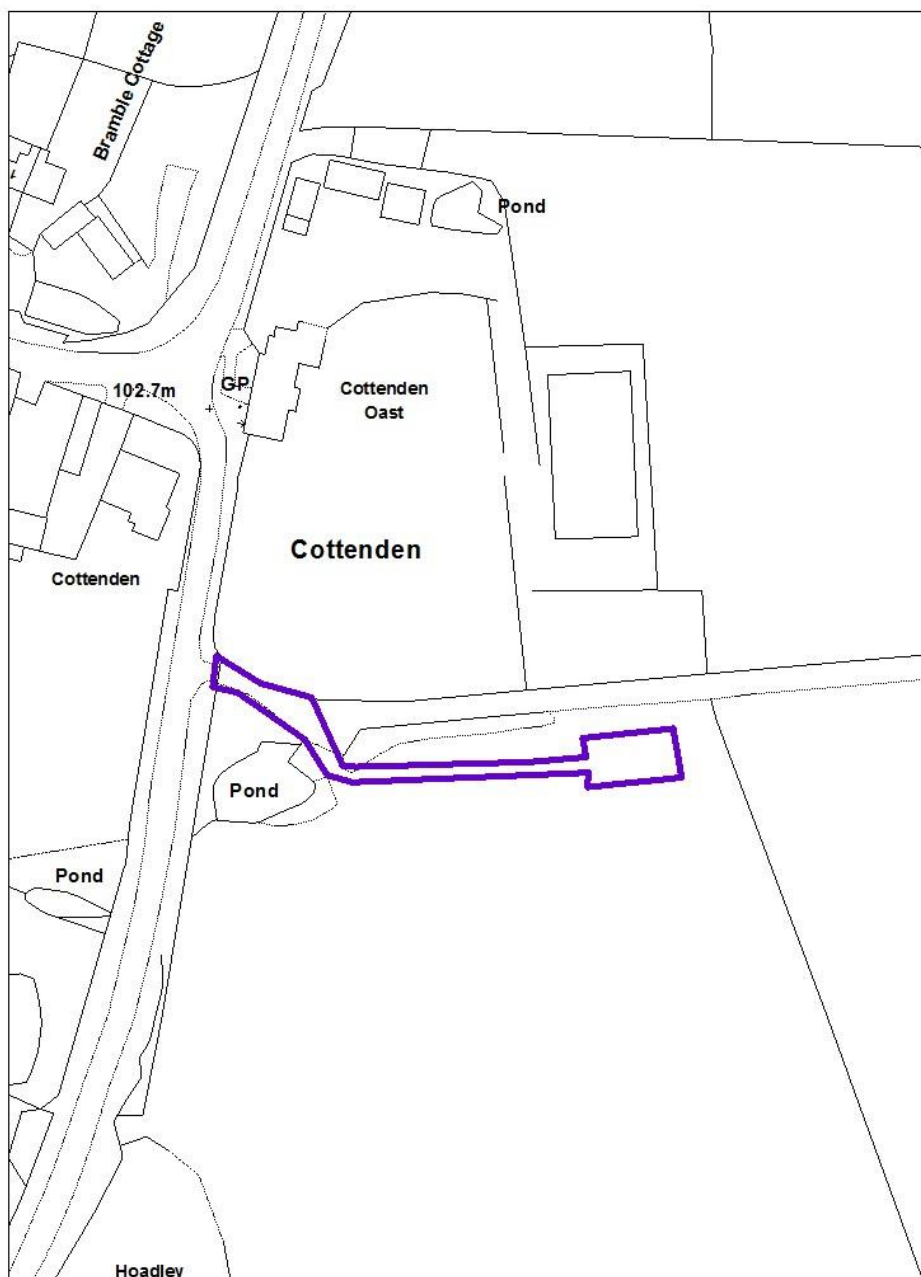 Bramble Cottage
Pond
GP
102.7m
Cottenden
Oast
Cottenden
Cottenden
Pond
Pond
Hoadley